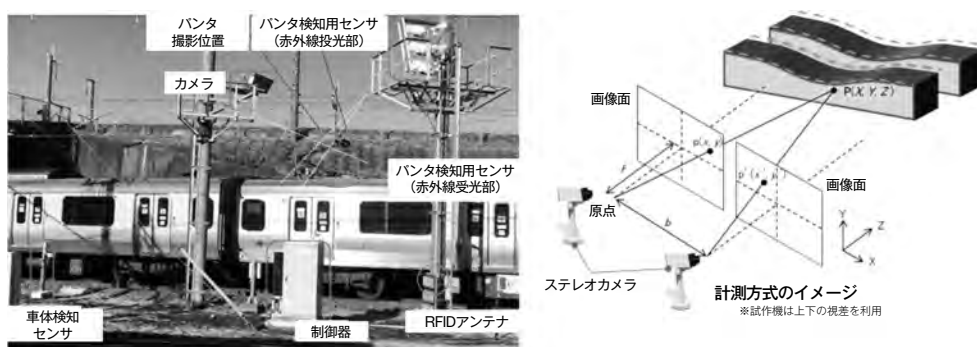 パンタ
撮影位置
パンタ検知用センサ
（赤外線投光部）
カメラ
パンタ検知用センサ
（赤外線受光部）
車体検知
センサ
制御器
RFIDアンテナ
P(X, Y, Z)
画像面
p(x, y)
画像面
F
原点
b
Y
Z
X
ステレオカメラ
計測方式のイメージ
※試作機は上下の視差を利用